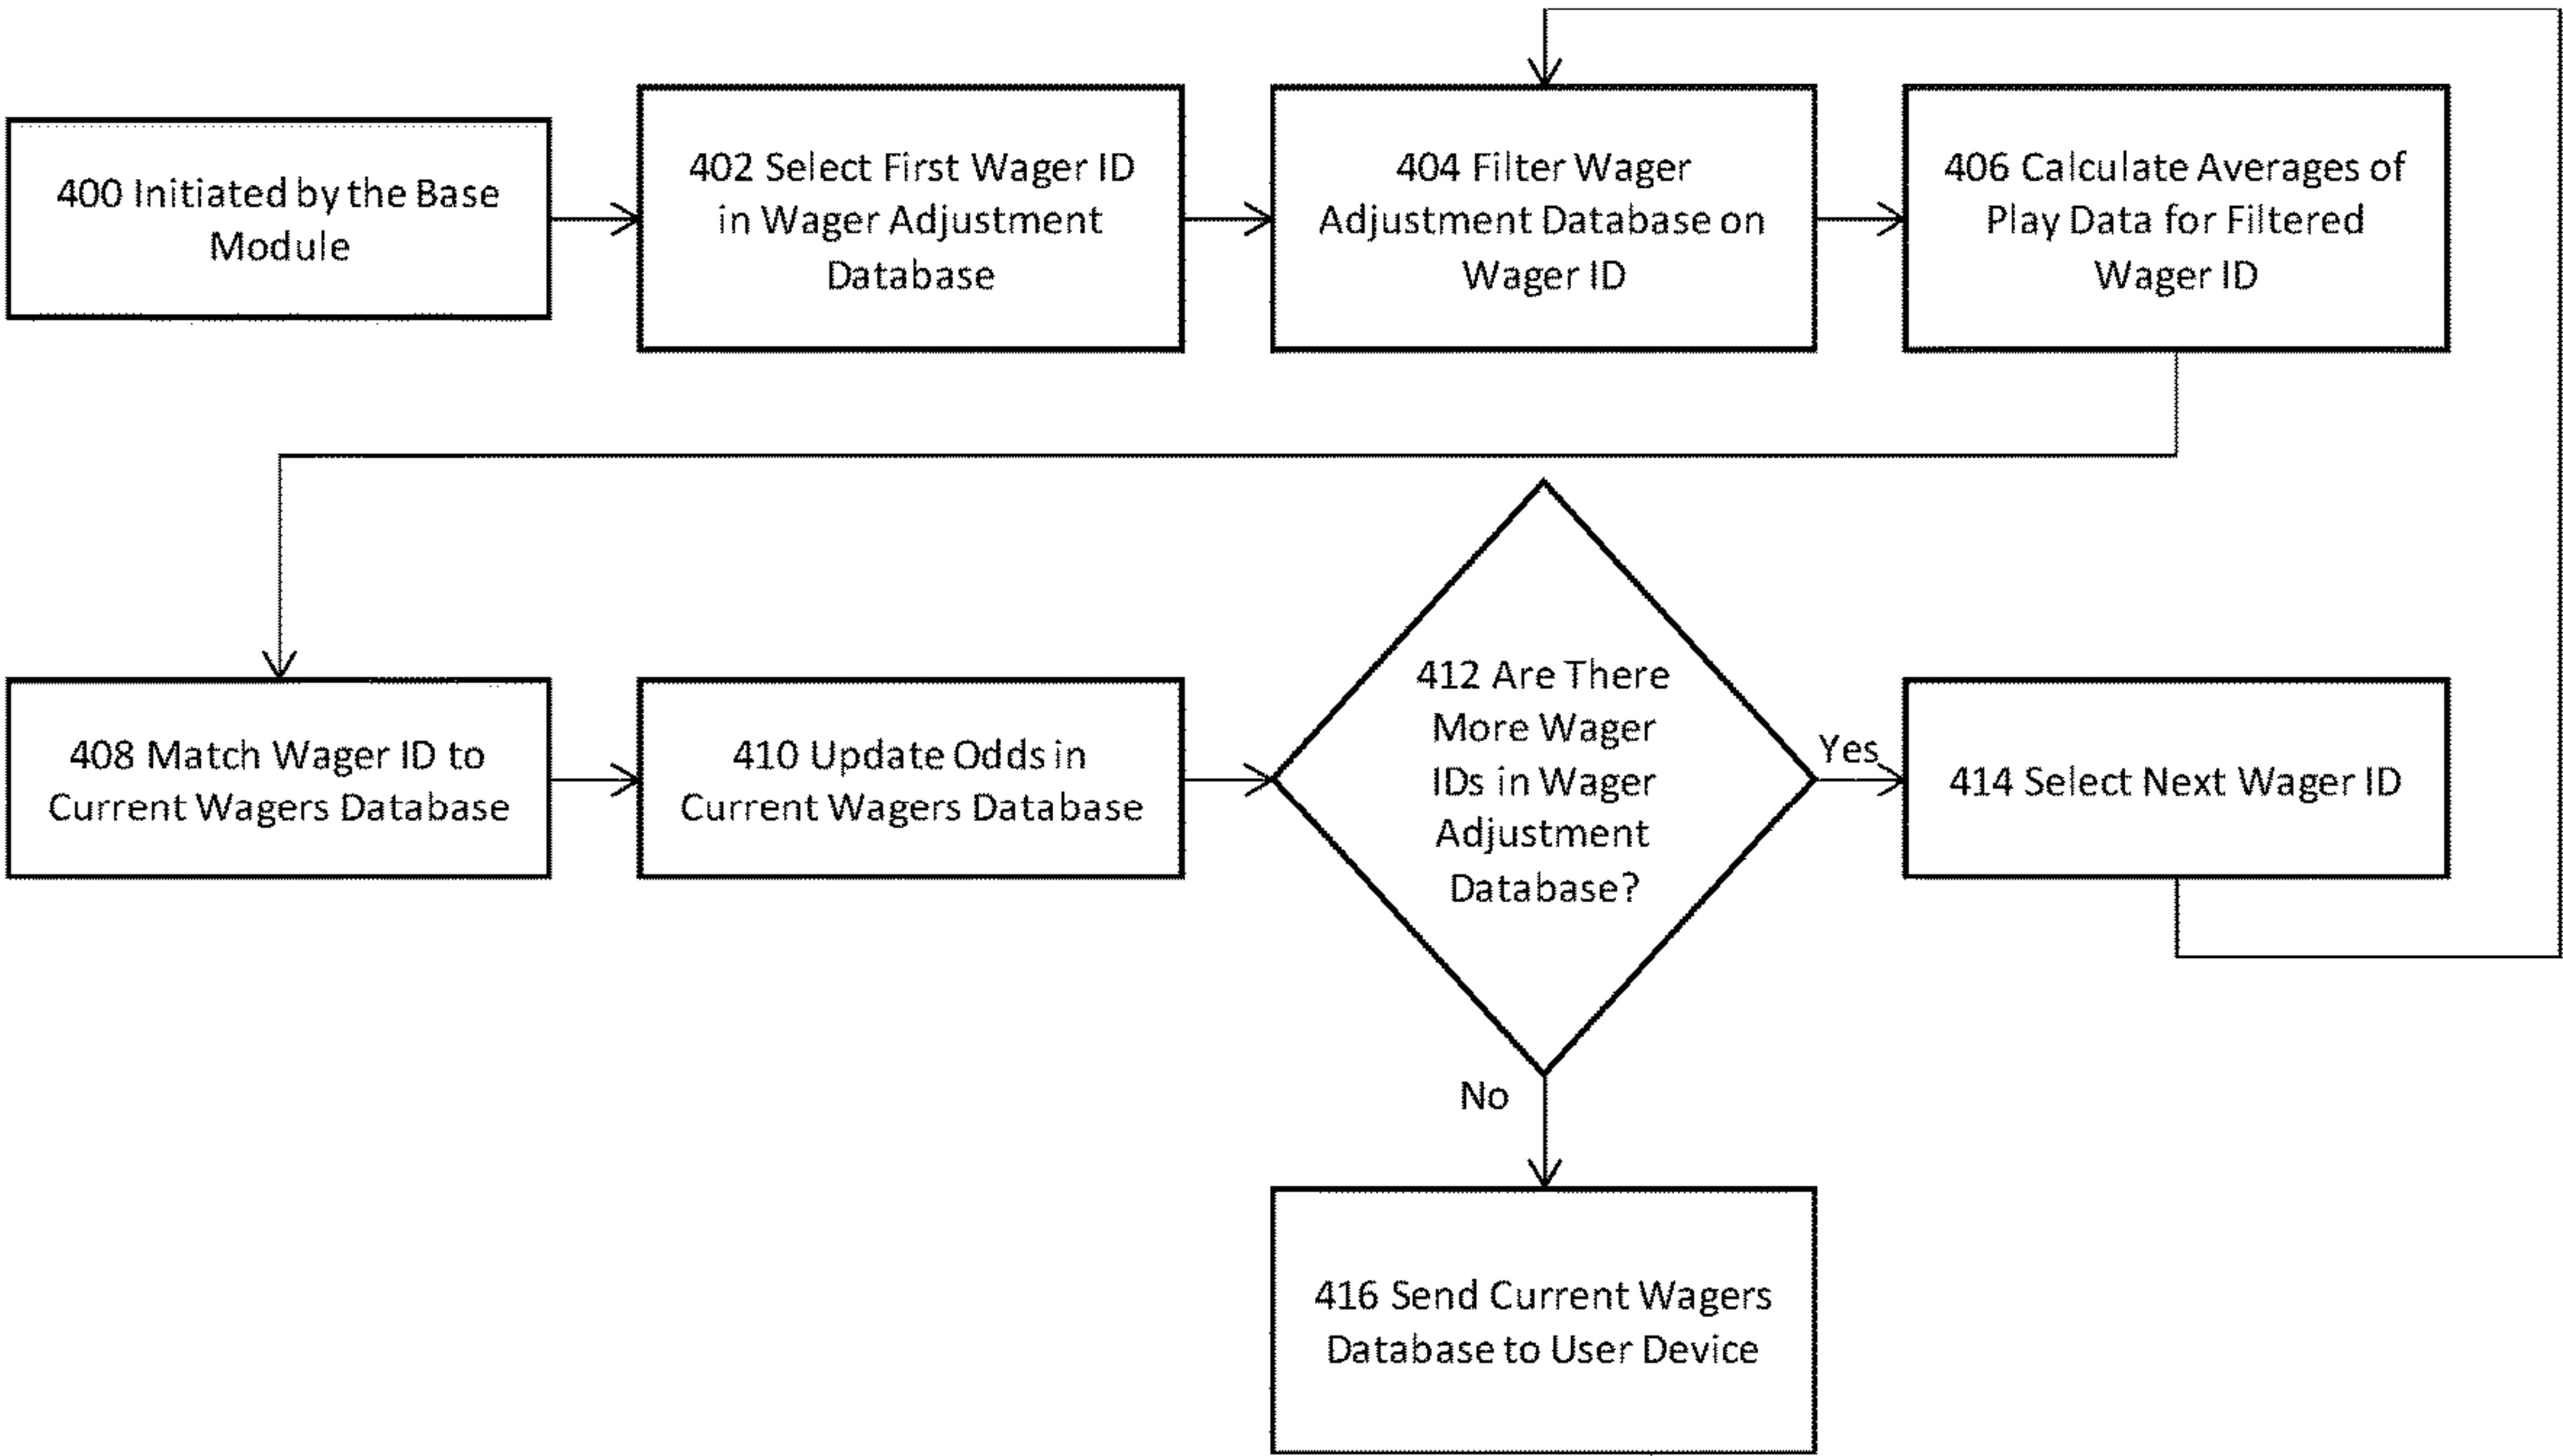 400 Initiated by the Base
Module
402 Select First Wager ID
in Wager Adjustment
Database
404 Filter Wager
Adjustment Database on
Wager ID
406 Calculate Averages of
Play Data for Filtered
Wager ID
408 Match Wager ID to
Current Wagers Database
410 Update Odds in
Current Wagers Database
412 Are There
More Wager
IDs in Wager
Adjustment
Database?
Yes
414 Select Next Wager ID
No
416 Send Current Wagers
Database to User Device